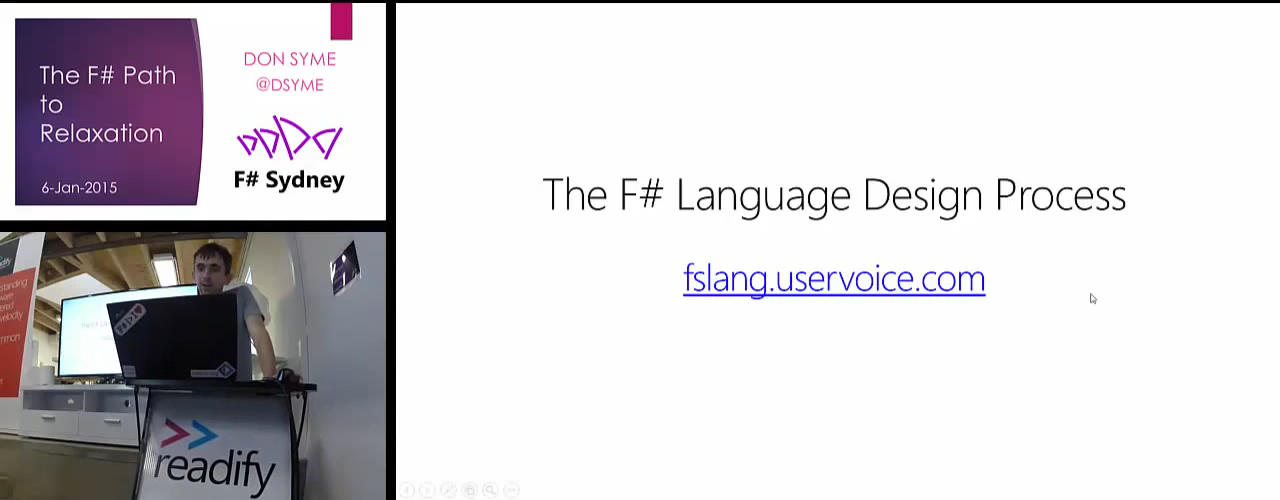 The F# Path
to
Relaxation
6-Jan-2015
DON SYME
@DSYME
F# Sydney
The F# Language Design Process
fslang.uservoice.com
readify